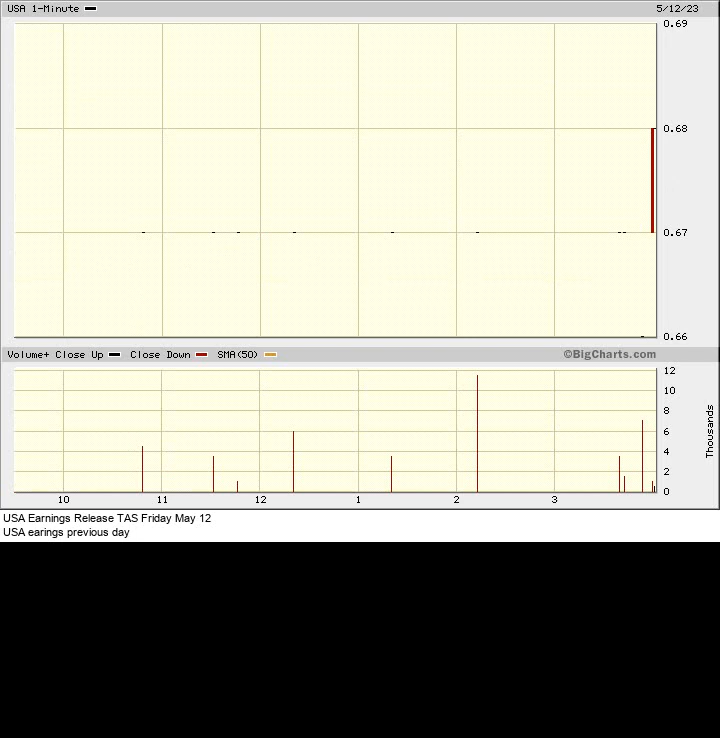 USA 1-Minute 5/12/23
0.69
0.68
0.67
0.66
Volume+ Close Up Close Down SMA(50) ©BigCharts.com
12
10
8
6
4
2
0
Thousands
10 11 12 1 2 3
USA Earnings Release TAS Friday May 12
USA earings previous day